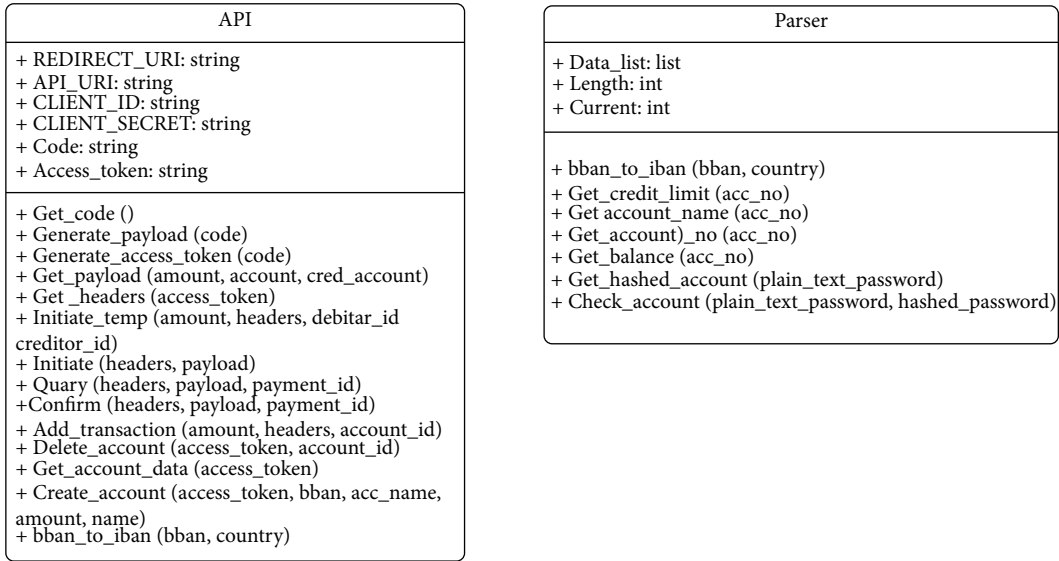 API
+ REDIRECT_URI: string
+ API_URI: string
+ CLIENT_ID: string
+ CLIENT_SECRET: string
+ Code: string
+ Access_token: string
+ Get_code ()
+ Generate_payload (code)
+ Generate_access_token (code)
+ Get_payload (amount, account, cred_account)
+ Get _headers (access_token)
+ Initiate_temp (amount, headers, debitar_id
creditor_id)
+ Initiate (headers, payload)
+ Quary (headers, payload, payment_id)
+Confirm (headers, payload, payment_id)
+ Add_transaction (amount, headers, account_id)
+ Delete_account (access_token, account_id)
+ Get_account_data (access_token)
+ Create_account (access_token, bban, acc_name,
amount, name)
+ bban_to_iban (bban, country)
Parser
+ Data_list: list
+ Length: int
+ Current: int
+ bban_to_iban (bban, country)
+ Get_credit_limit (acc_no)
+ Get account_name (acc_no)
+ Get_account)_no (acc_no)
+ Get_balance (acc_no)
+ Get_hashed_account (plain_text_password)
+ Check_account (plain_text_password, hashed_password)